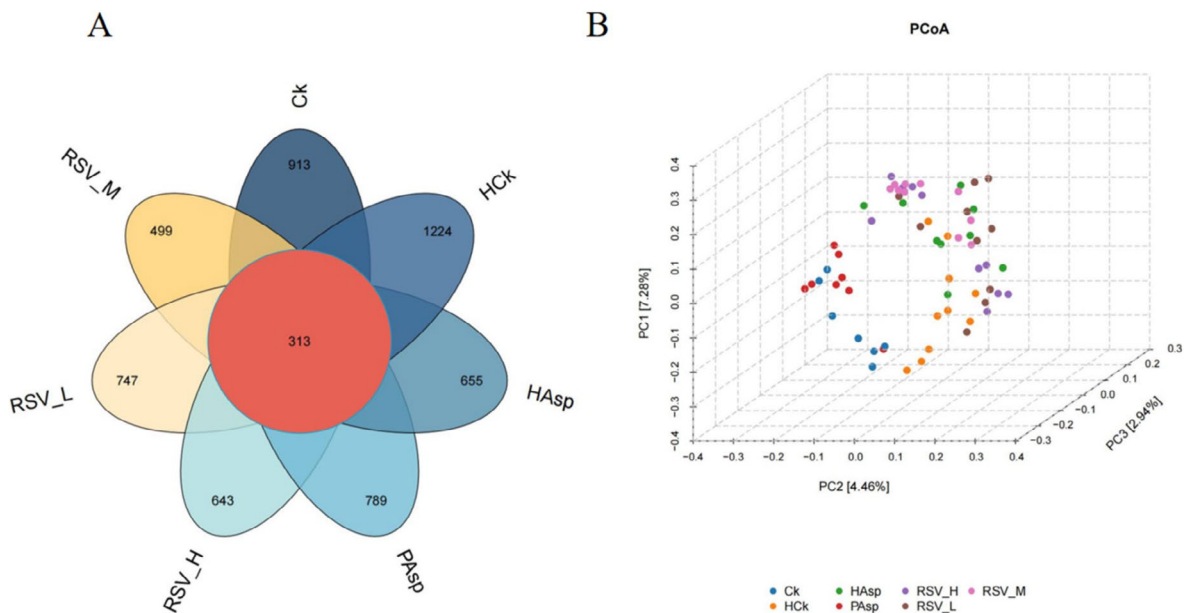 A
Ck
913
HCk
1224
HAsp
655
PAsp
789
RSV_H
643
RSV_L
747
RSV_M
499
313
B
PCoA
PC1 [7.28%]
0.4
0.3
0.2
0.1
0.0
−0.1
−0.2
−0.3
−0.4
−0.4 −0.3 −0.2 −0.1 0.0 0.1 0.2 0.3 0.4
PC2 [4.46%]
−0.3
−0.2
−0.1
0.0
0.1
0.2
0.3
PC3 [2.94%]
Ck HAsp RSV_H RSV_M
HCk PAsp RSV_L